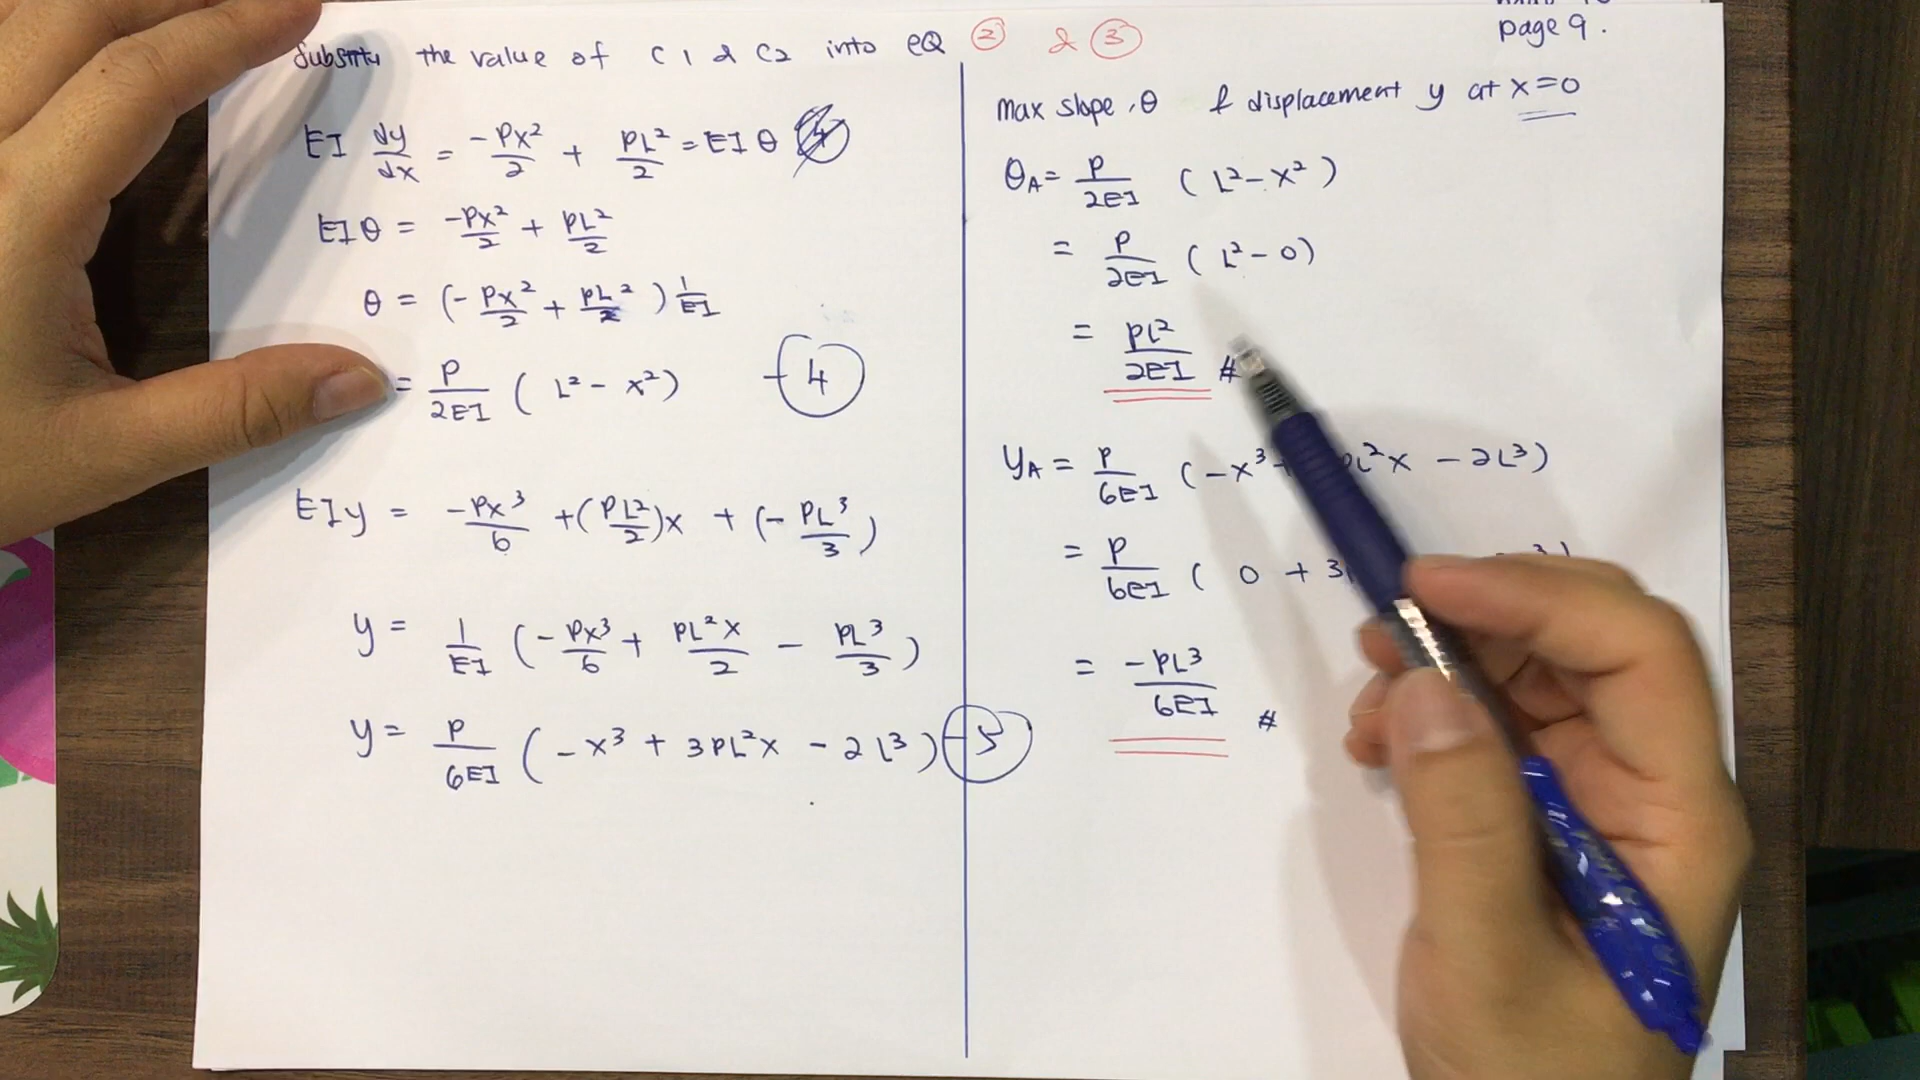 page 9.
Substitu the value of C1 & C2 into eQ ② & ③
EI dy/dx = -Px²/2 + PL²/2 = EI θ
EIθ = -Px²/2 + PL²/2
θ = (-Px²/2 + PL²/2) 1/EI
= P/2EI (L² - x²) - ④
EIy = -Px³/6 + (PL²/2)x + (-PL³/3)
y = 1/EI (-Px³/6 + PL²x/2 - PL³/3)
y = P/6EI (-x³ + 3PL²x - 2L³) - ⑤
max slope, θ & displacement y at x=0
θA = P/2EI (L² - x²)
= P/2EI (L² - 0)
= PL²/2EI #
yA = P/6EI (-x³ + L²x - 2L³)
= P/6EI (0 + 3
= -PL³/6EI #